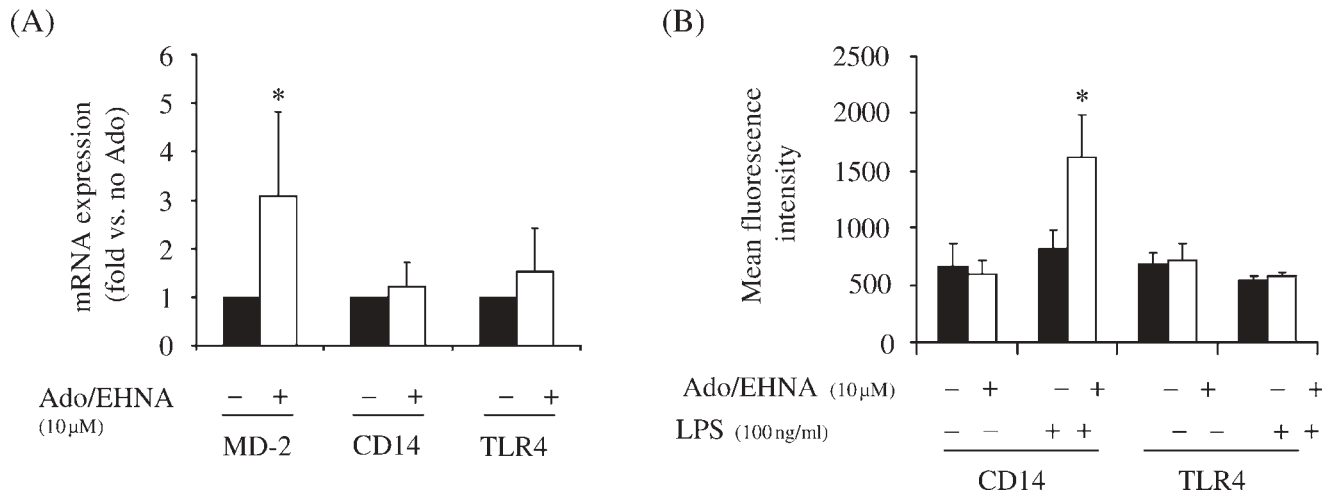 (A)
mRNA expression
(fold vs. no Ado)
6
5
4
3
2
1
0
*
Ado/EHNA
(10 µM)
− + − + − +
MD-2 CD14 TLR4
(B)
Mean fluorescence
intensity
2500
2000
1500
1000
500
0
*
Ado/EHNA (10 µM) − + − + − + − +
LPS (100 ng/ml) − − + + − − + +
CD14 TLR4